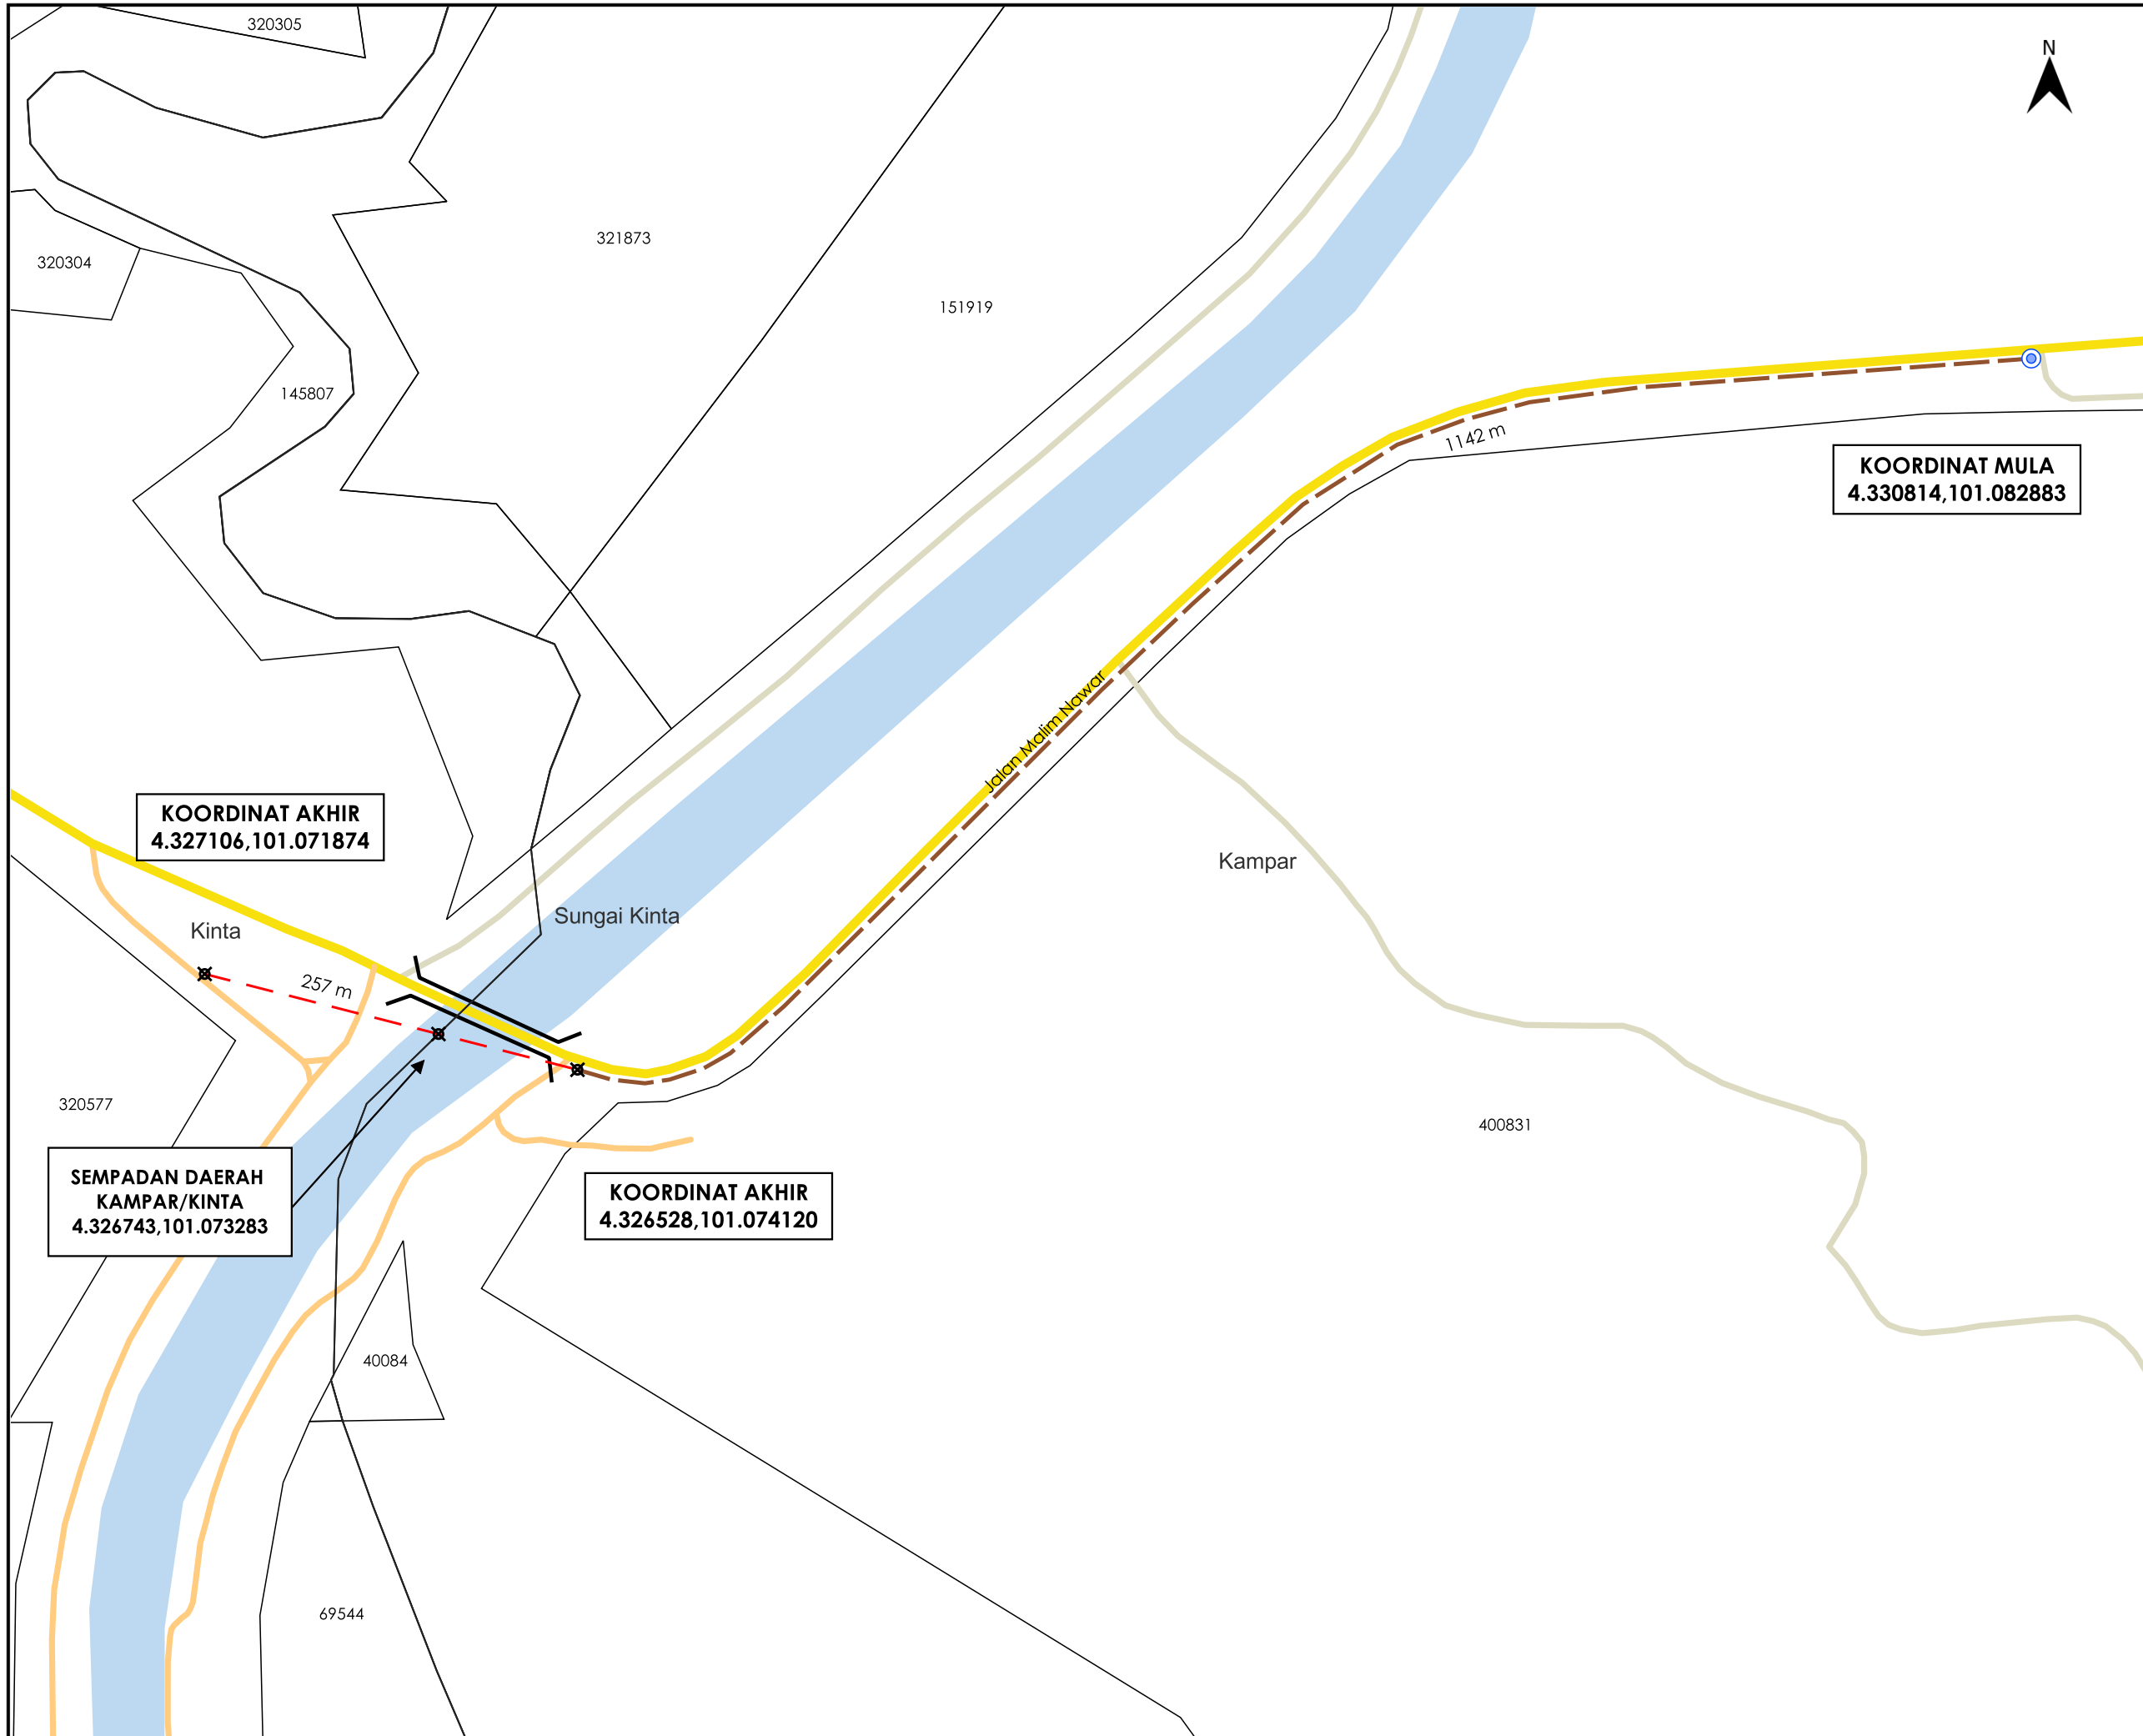 320305
N
321873
320304
151919
145807
1142 m
KOORDINAT MULA
4.330814,101.082883
Jalan Malim Nawar
KOORDINAT AKHIR
4.327106,101.071874
Kampar
Sungai Kinta
Kinta
257 m
320577
400831
SEMPADAN DAERAH
KAMPAR/KINTA
4.326743,101.073283
KOORDINAT AKHIR
4.326528,101.074120
40084
69544